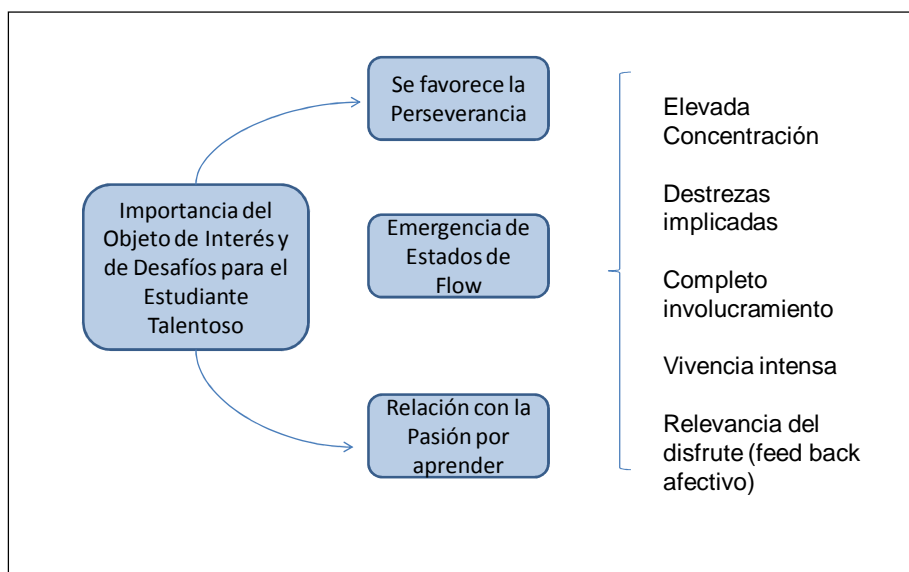 Importancia del
Objeto de Interés y
de Desafíos para el
Estudiante
Talentoso
Se favorece la
Perseverancia
Emergencia de
Estados de
Flow
Relación con la
Pasión por
aprender
Elevada
Concentración
Destrezas
implicadas
Completo
involucramiento
Vivencia intensa
Relevancia del
disfrute (feed back
afectivo)